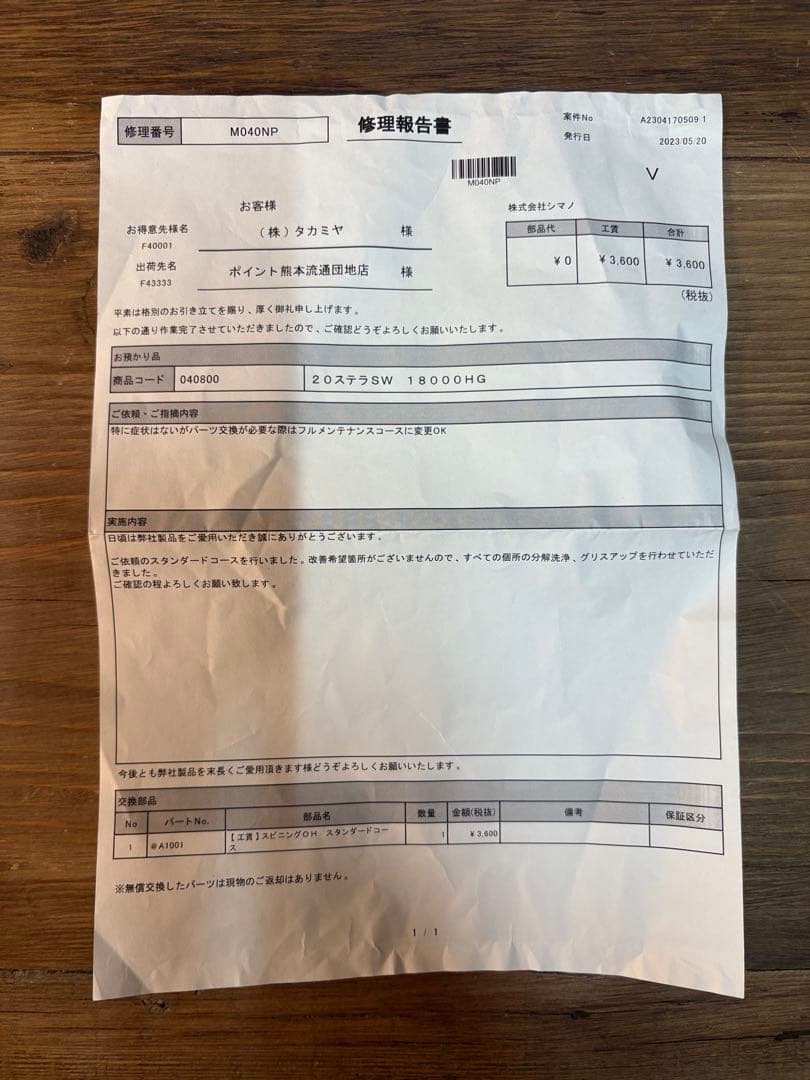 修理番号 M040NP
修理報告書
案件No A2304170509 1
発行日 2023/05/20
M040NP
V
お客様
お得意先様名 (株)タカミヤ 様
F40001
出荷先名 ポイント熊本流通団地店 様
F43333
株式会社シマノ
部品代 工賃 合計
¥0 ¥3,600 ¥3,600
(税抜)
平素は格別のお引き立てを賜り、厚く御礼申し上げます。
以下の通り作業完了させていただきましたので、ご確認どうぞよろしくお願いいたします。
お預かり品
商品コード 040800 20ステラSW 18000HG
ご依頼・ご指摘内容
特に症状はないがパーツ交換が必要な際はフルメンテナンスコースに変更OK
実施内容
日頃は弊社製品をご愛用いただき誠にありがとうございます。
ご依頼のスタンダードコースを行いました。改善希望箇所がございませんので、すべての個所の分解洗浄、グリスアップを行わせていただ
きました。
ご確認の程よろしくお願い致します。
今後とも弊社製品を末長くご愛用頂きます様どうぞよろしくお願いいたします。
交換部品
No パートNo. 部品名 数量 金額(税抜) 備考 保証区分
1 @A1001 【工賃】スピニングOH スタンダードコー 1 ¥3,600
ス
※無償交換したパーツは現物のご返却はありません。
1 / 1